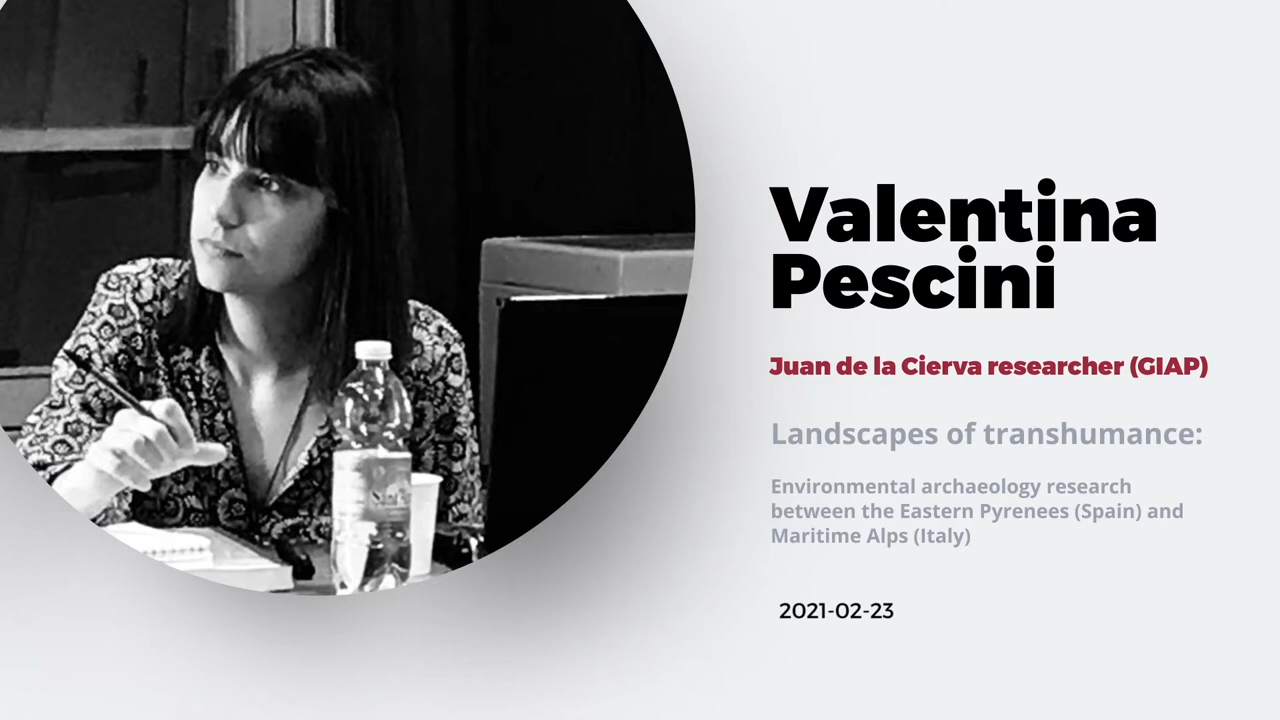 Valentina
Pescini
Juan de la Cierva researcher (GIAP)
Landscapes of transhumance:
Environmental archaeology research
between the Eastern Pyrenees (Spain) and
Maritime Alps (Italy)
2021-02-23